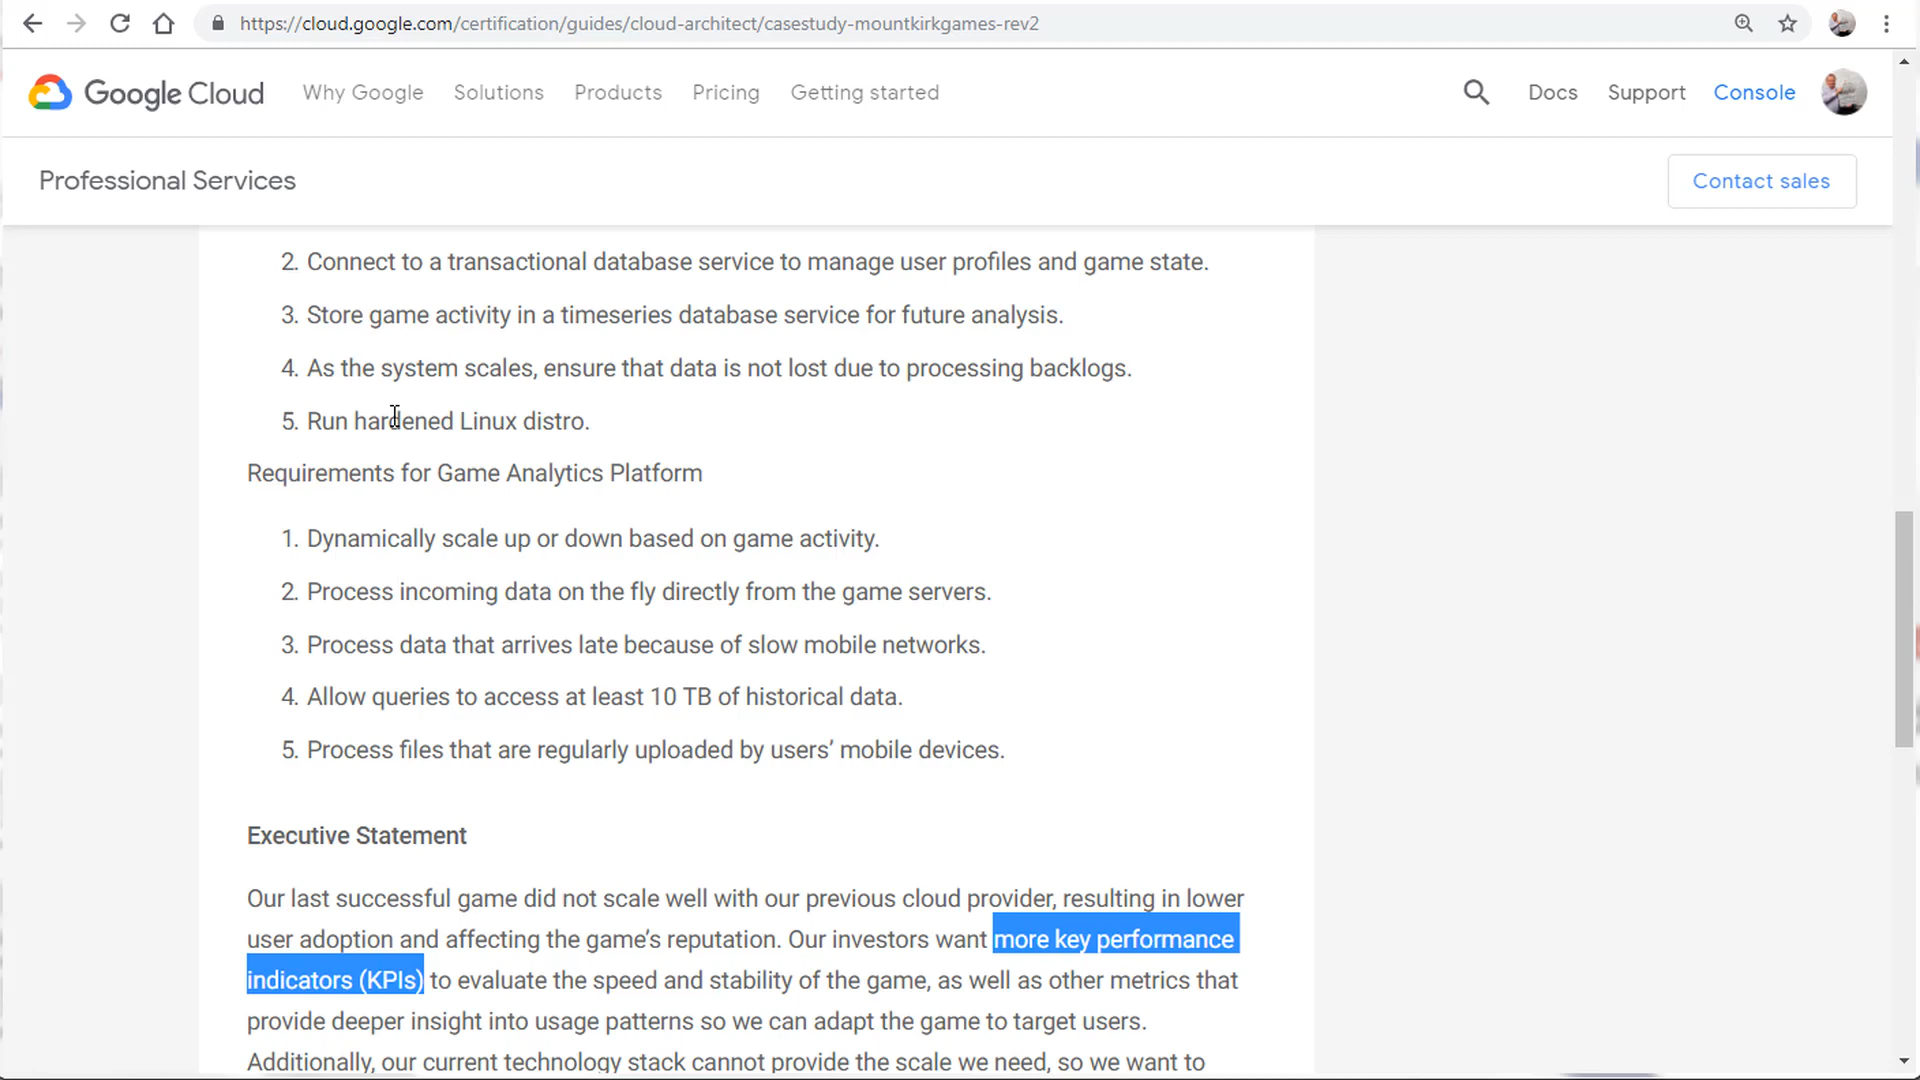 https://cloud.google.com/certification/guides/cloud-architect/casestudy-mountkirkgames-rev2
Google Cloud Why Google Solutions Products Pricing Getting started Docs Support Console
Professional Services Contact sales
2. Connect to a transactional database service to manage user profiles and game state.
3. Store game activity in a timeseries database service for future analysis.
4. As the system scales, ensure that data is not lost due to processing backlogs.
5. Run hardened Linux distro.
Requirements for Game Analytics Platform
1. Dynamically scale up or down based on game activity.
2. Process incoming data on the fly directly from the game servers.
3. Process data that arrives late because of slow mobile networks.
4. Allow queries to access at least 10 TB of historical data.
5. Process files that are regularly uploaded by users’ mobile devices.
Executive Statement
Our last successful game did not scale well with our previous cloud provider, resulting in lower
user adoption and affecting the game’s reputation. Our investors want more key performance
indicators (KPIs) to evaluate the speed and stability of the game, as well as other metrics that
provide deeper insight into usage patterns so we can adapt the game to target users.
Additionally, our current technology stack cannot provide the scale we need, so we want to